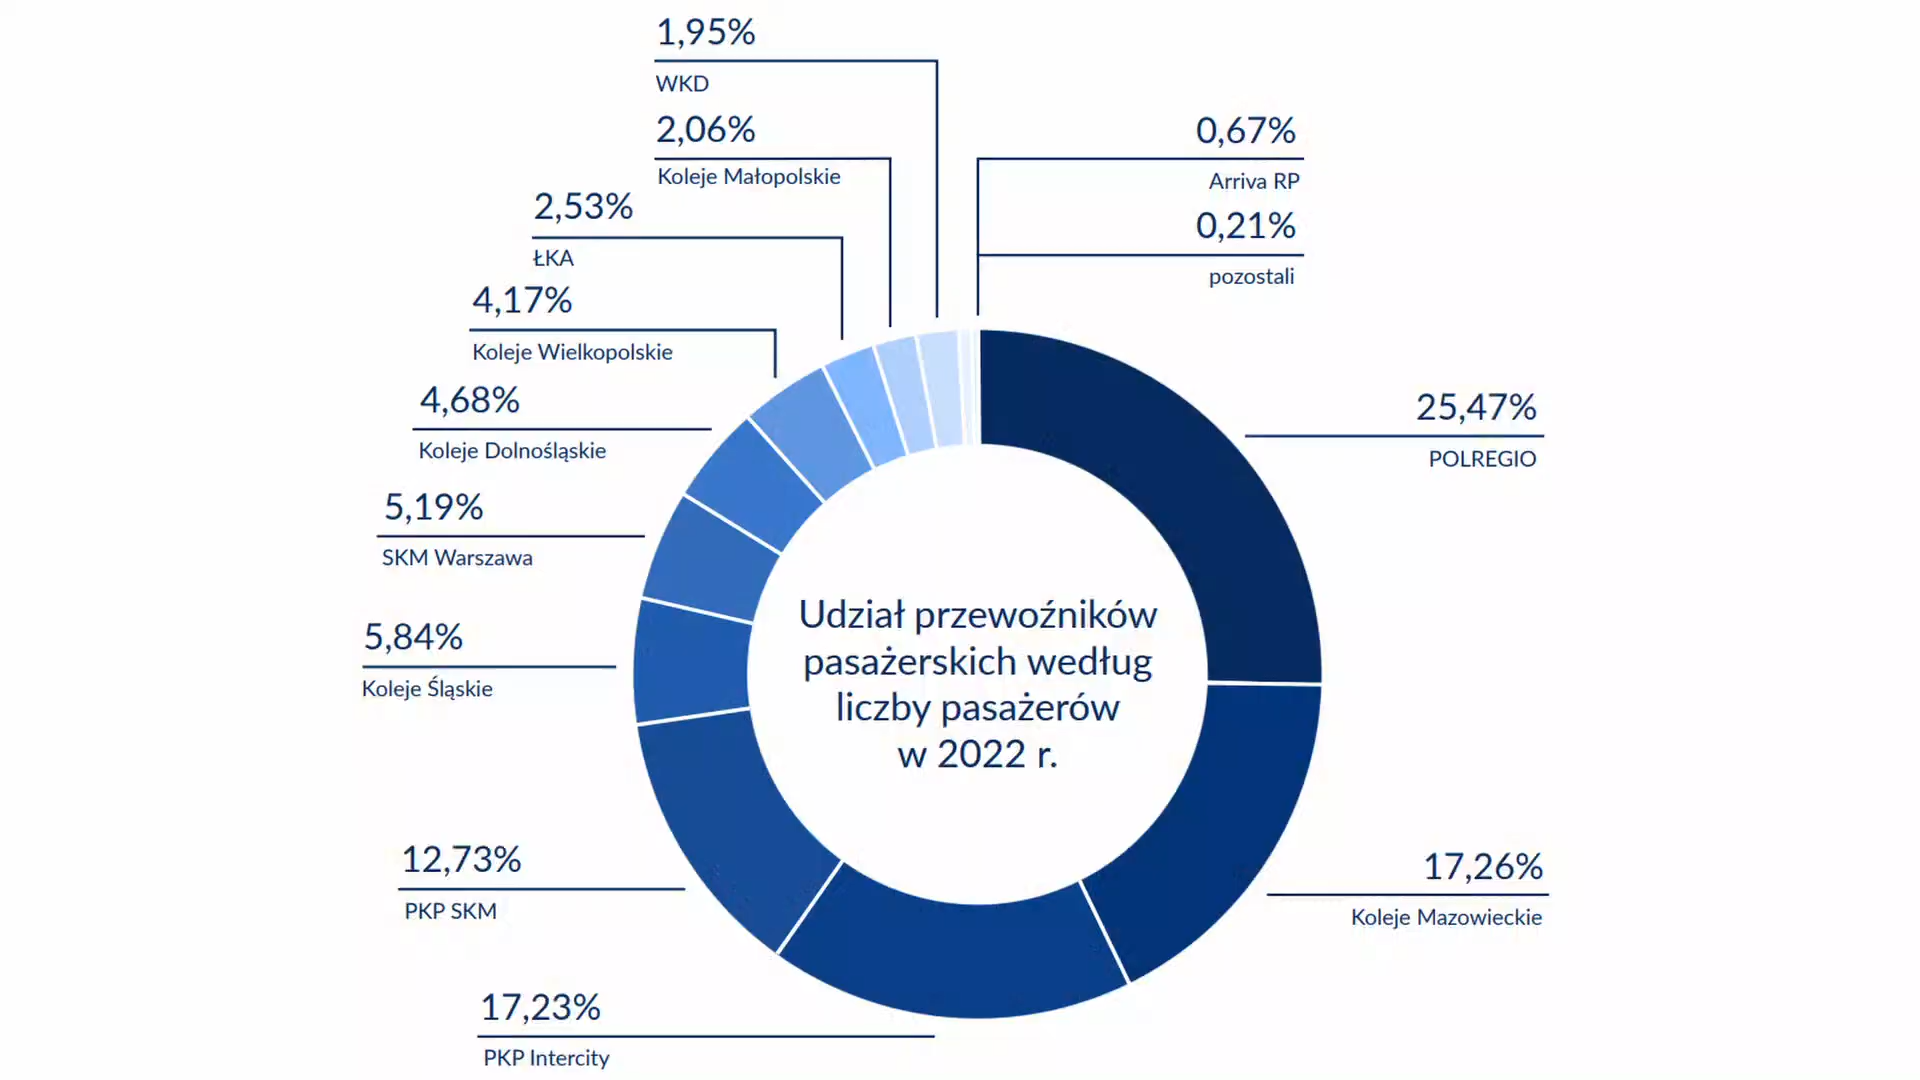 1,95%
WKD
2,06%
Koleje Małopolskie
2,53%
ŁKA
4,17%
Koleje Wielkopolskie
4,68%
Koleje Dolnośląskie
5,19%
SKM Warszawa
5,84%
Koleje Śląskie
12,73%
PKP SKM
17,23%
PKP Intercity
0,67%
Arriva RP
0,21%
pozostali
25,47%
POLREGIO
17,26%
Koleje Mazowieckie
Udział przewoźników
pasażerskich według
liczby pasażerów
w 2022 r.